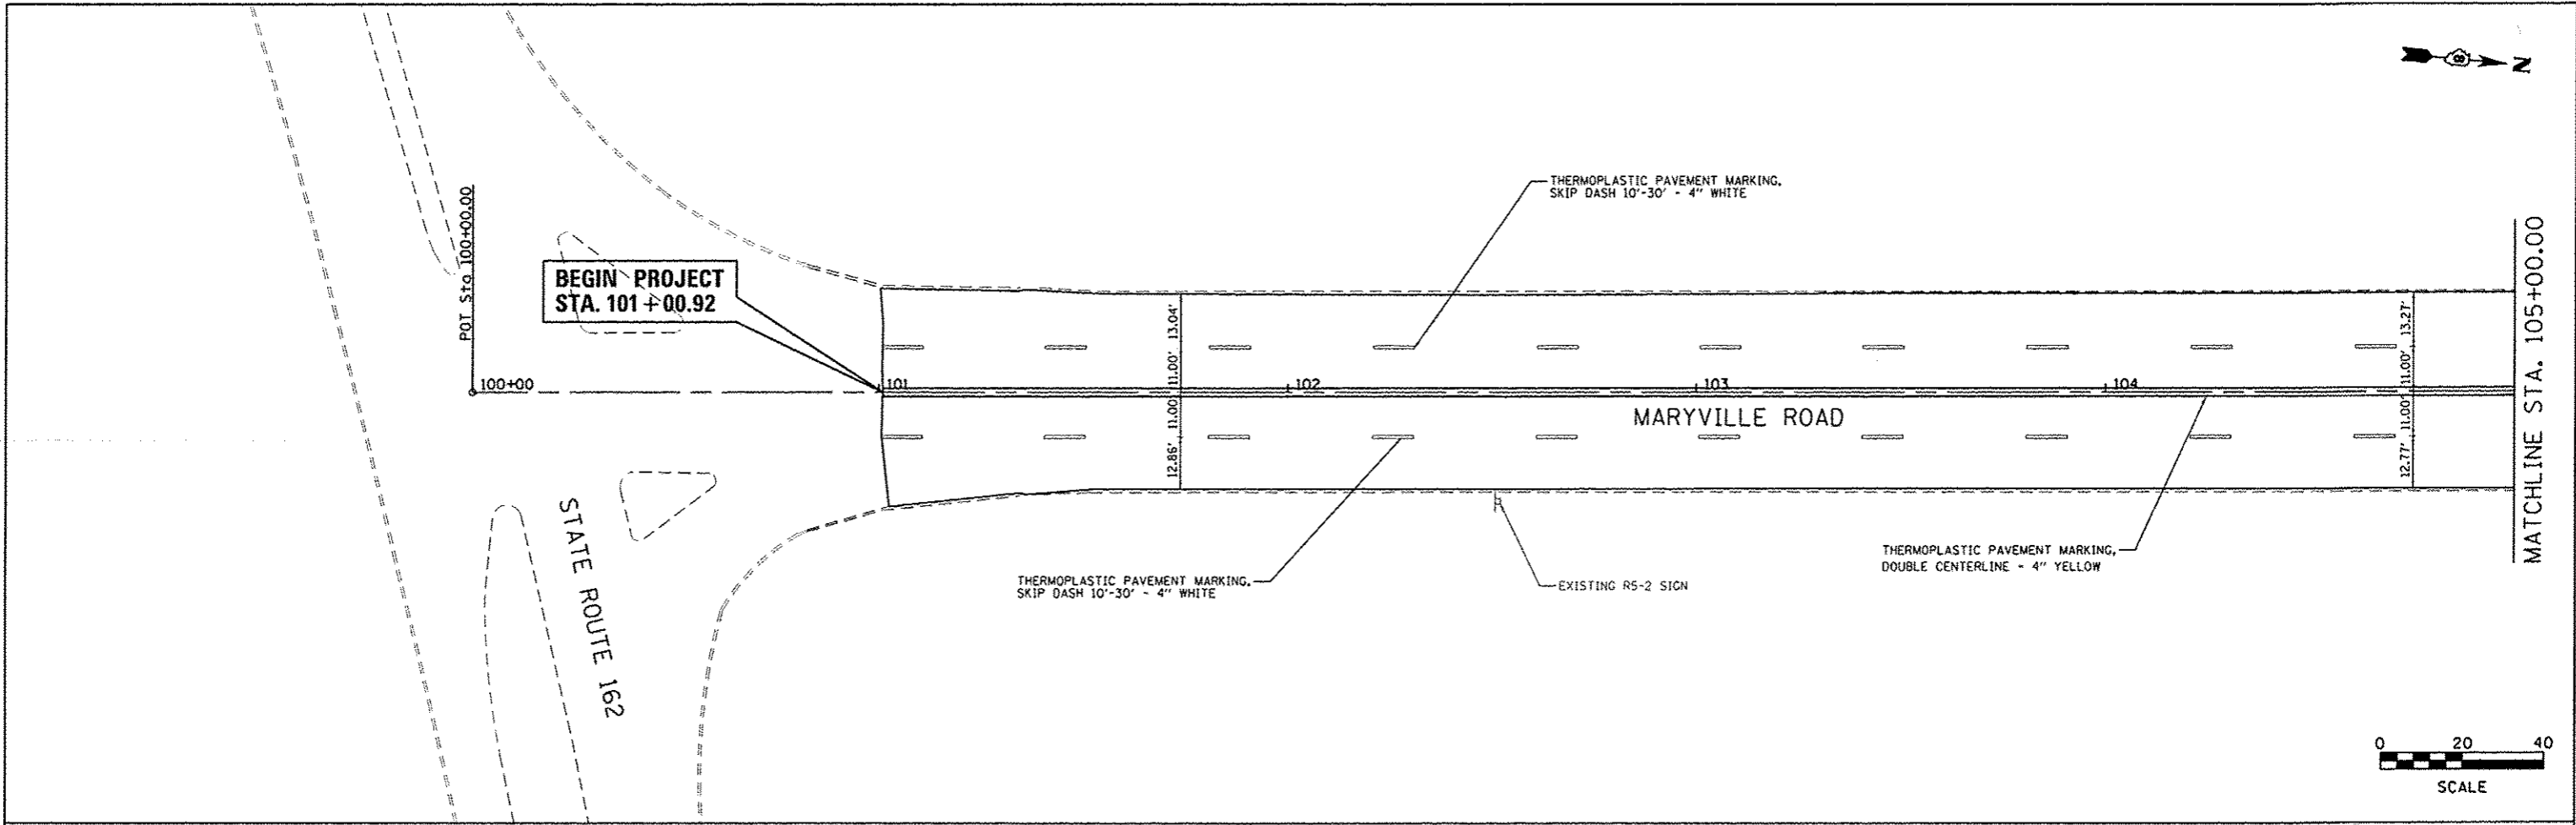 N
THERMOPLASTIC PAVEMENT MARKING,
SKIP DASH 10'-30' - 4" WHITE
POT Sta 100+00.00
BEGIN PROJECT
STA. 101+00.92
100+00
101
102
103
104
13.04'
11.00'
11.00'
12.86'
13.27'
11.00'
11.00'
12.77'
MARYVILLE ROAD
MATCHLINE STA. 105+00.00
STATE ROUTE 162
THERMOPLASTIC PAVEMENT MARKING,
SKIP DASH 10'-30' - 4" WHITE
EXISTING R5-2 SIGN
THERMOPLASTIC PAVEMENT MARKING,
DOUBLE CENTERLINE - 4" YELLOW
0 20 40
SCALE